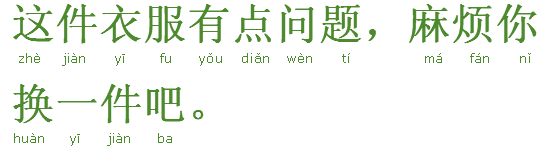 这件衣服有点问题，麻烦你
zhè jiàn yī fu yǒu diǎn wèn tí má fán nǐ
换一件吧。
huàn yī jiàn ba